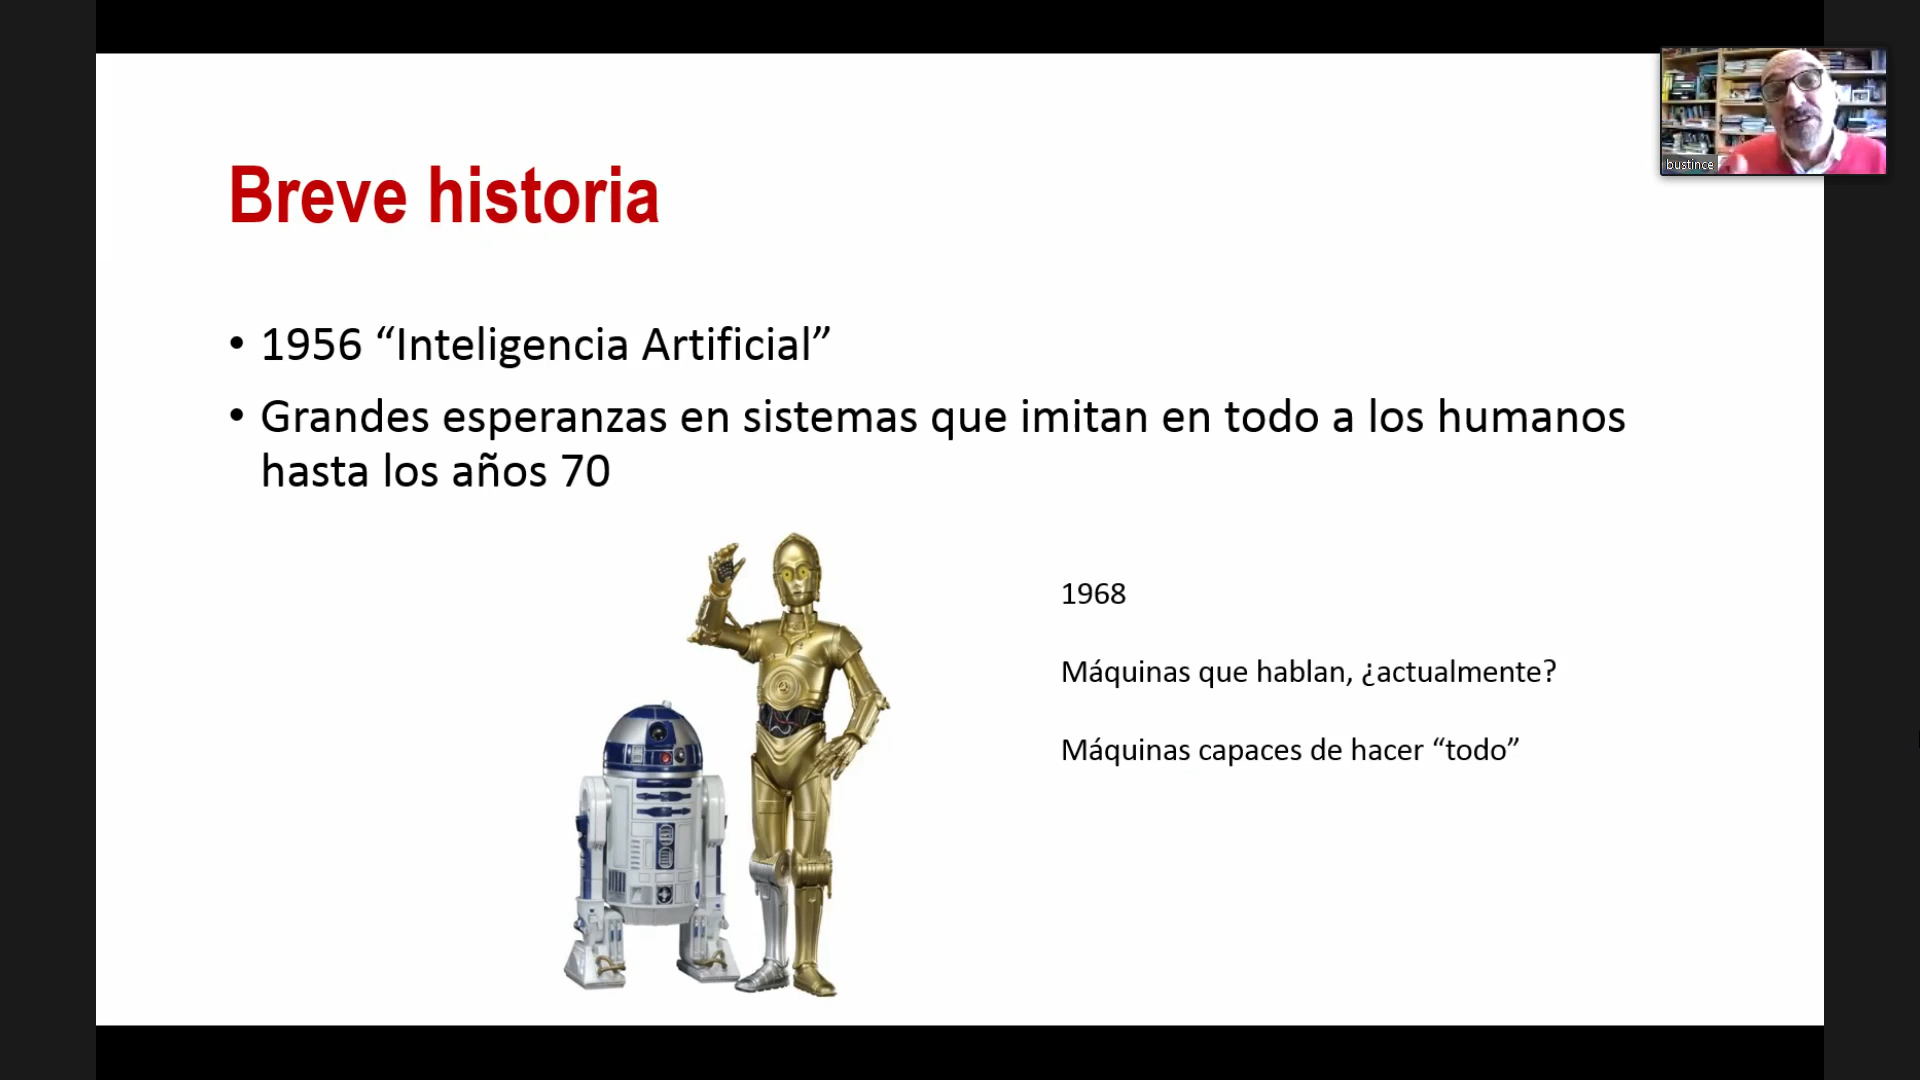 bustince
Breve historia
• 1956 “Inteligencia Artificial”
• Grandes esperanzas en sistemas que imitan en todo a los humanos
hasta los años 70
1968
Máquinas que hablan, ¿actualmente?
Máquinas capaces de hacer “todo”